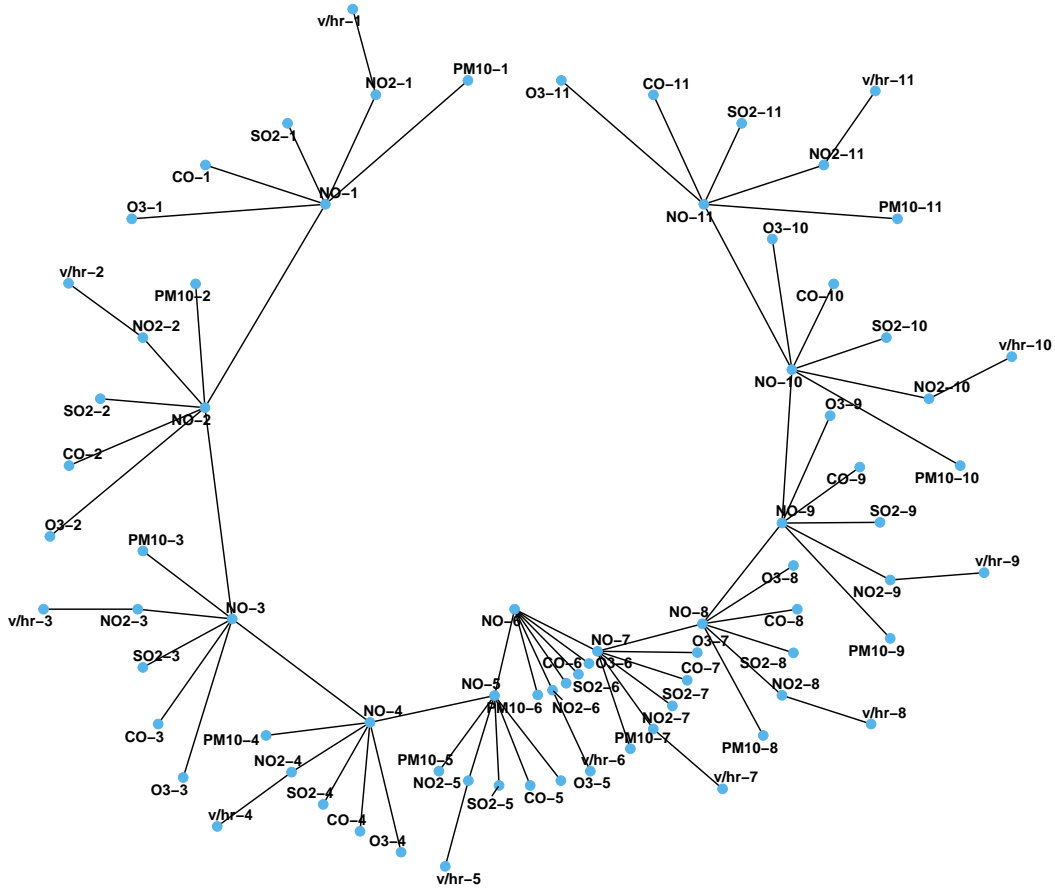 v/hr–1
NO2–1
PM10–1
SO2–1
CO–1
O3–1
NO–1
O3–11
CO–11
v/hr–11
SO2–11
NO2–11
PM10–11
NO–11
O3–10
CO–10
SO2–10
v/hr–10
NO–10
NO2–10
PM10–10
v/hr–2
PM10–2
NO2–2
SO2–2
NO–2
CO–2
O3–2
O3–9
CO–9
NO–9
SO2–9
v/hr–9
NO2–9
PM10–9
PM10–3
NO–3
v/hr–3
NO2–3
SO2–3
CO–3
O3–3
O3–8
NO–8
CO–8
SO2–8
NO2–8
v/hr–8
PM10–8
NO–6
NO–7
O3–7
CO–6
O3–6
CO–7
SO2–6
SO2–7
NO–5
PM10–6
NO2–6
NO2–7
PM10–7
v/hr–6
v/hr–7
NO–4
PM10–4
NO2–4
SO2–4
v/hr–4
CO–4
O3–4
PM10–5
NO2–5
SO2–5
CO–5
O3–5
v/hr–5